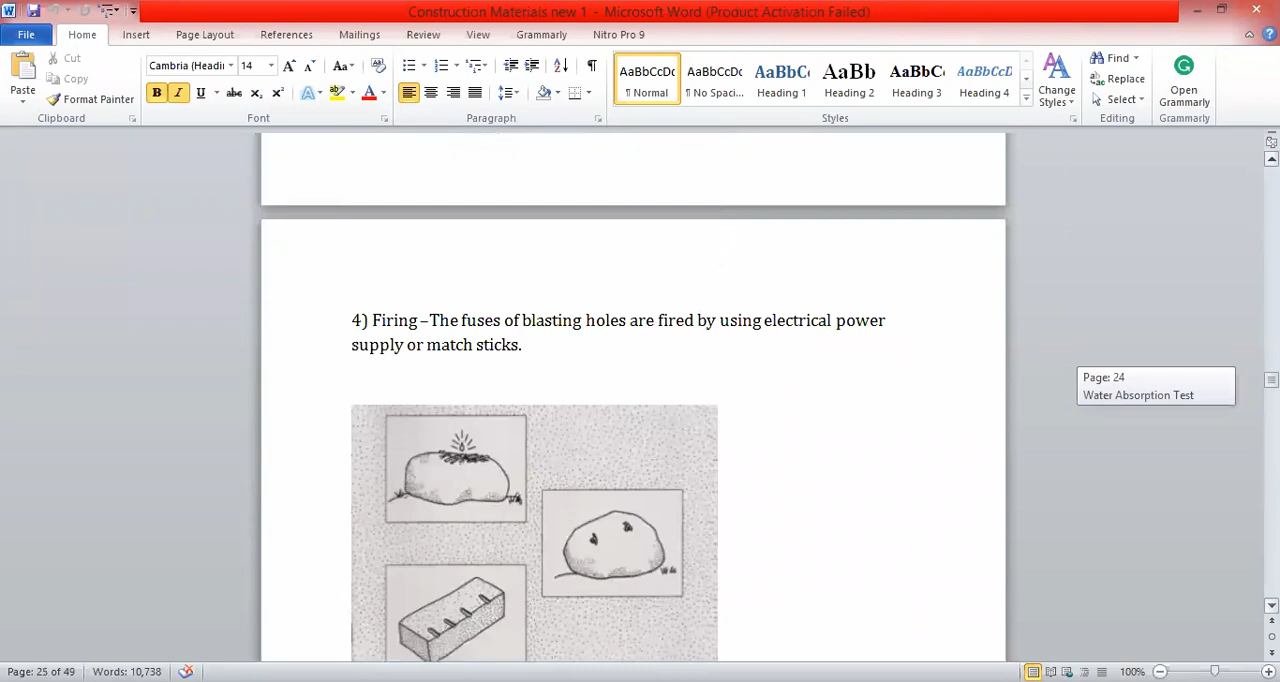 Construction Materials new 1 - Microsoft Word (Product Activation Failed)
File Home Insert Page Layout References Mailings Review View Grammarly Nitro Pro 9
Paste
Cut
Copy
Format Painter
Clipboard
Cambria (Headi 14
Font
Paragraph
AaBbCcDc AaBbCcDc AaBbC AaBb AaBbC AaBbCcD
¶ Normal ¶ No Spaci... Heading 1 Heading 2 Heading 3 Heading 4
Change Styles
Styles
Find
Replace
Select
Editing
Open Grammarly
Grammarly
4) Firing –The fuses of blasting holes are fired by using electrical power
supply or match sticks.
Page: 24
Water Absorption Test
Page: 25 of 49 Words: 10,738 100%